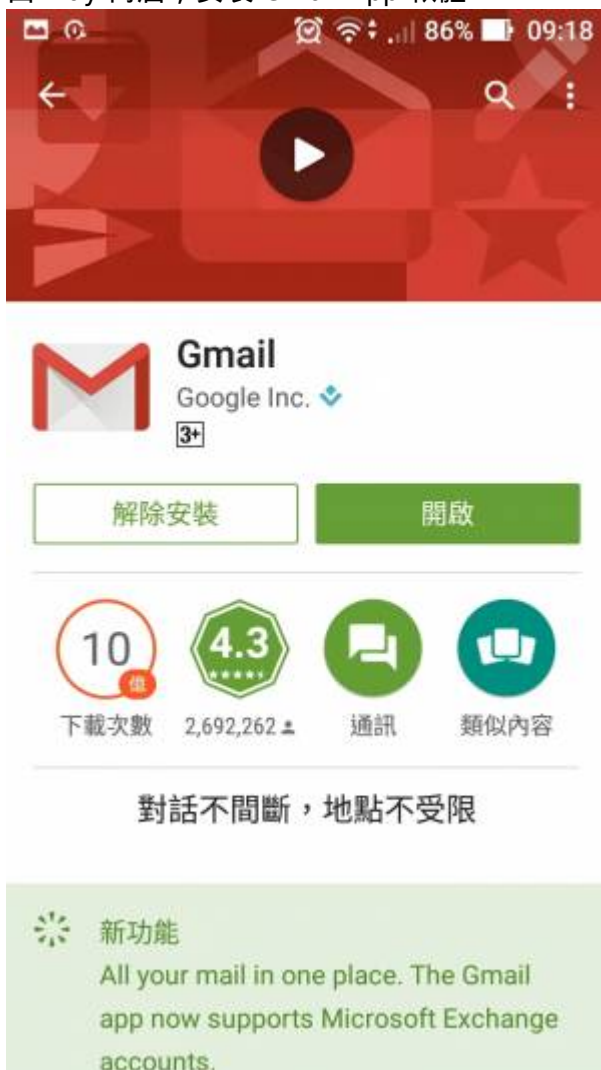 86% 09:18
Gmail
Google Inc.
3+
解除安裝
開啟
10
億
4.3
下載次數
2,692,262
通訊
類似內容
對話不間斷，地點不受限
新功能
All your mail in one place. The Gmail
app now supports Microsoft Exchange
accounts.